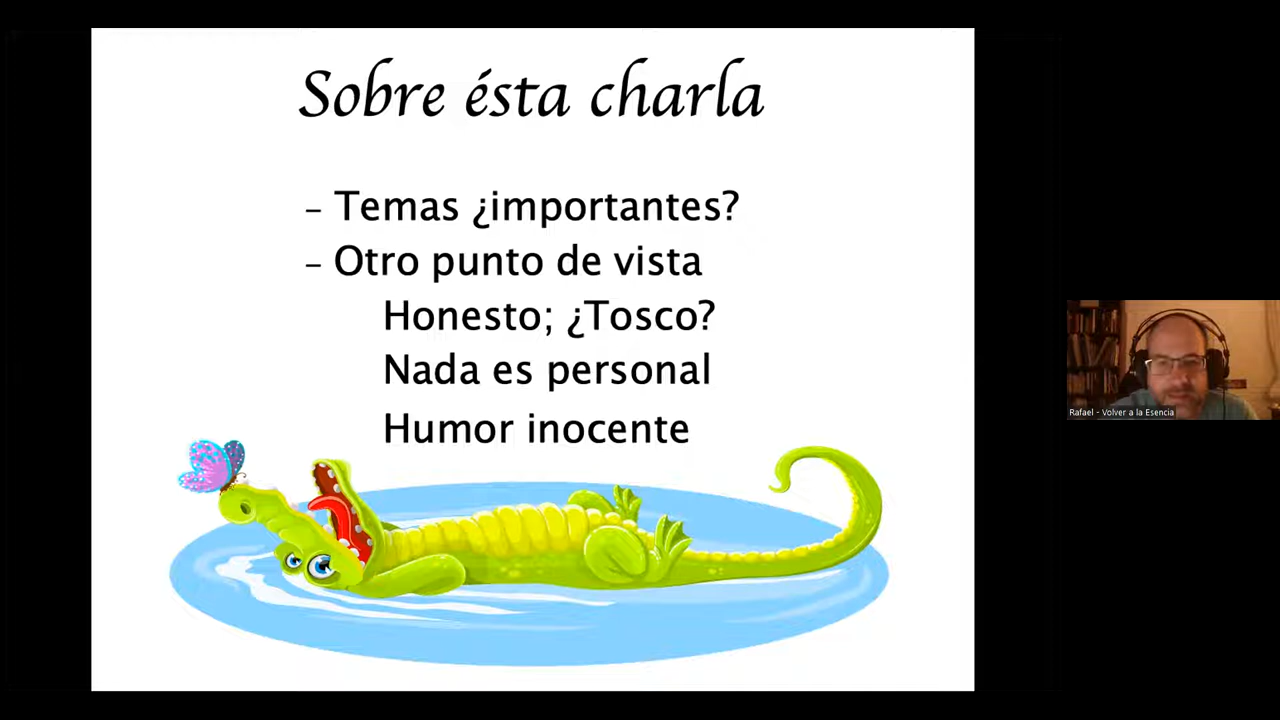 Sobre ésta charla
– Temas ¿importantes?
– Otro punto de vista
Honesto; ¿Tosco?
Nada es personal
Humor inocente
Rafael - Volver a la Esencia